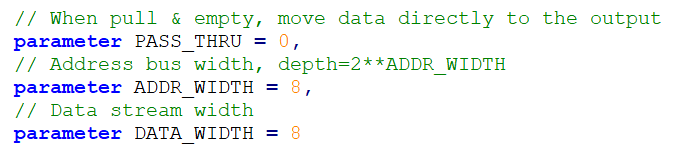 // When pull & empty, move data directly to the output
parameter PASS_THRU = 0,
// Address bus width, depth=2**ADDR_WIDTH
parameter ADDR_WIDTH = 8,
// Data stream width
parameter DATA_WIDTH = 8